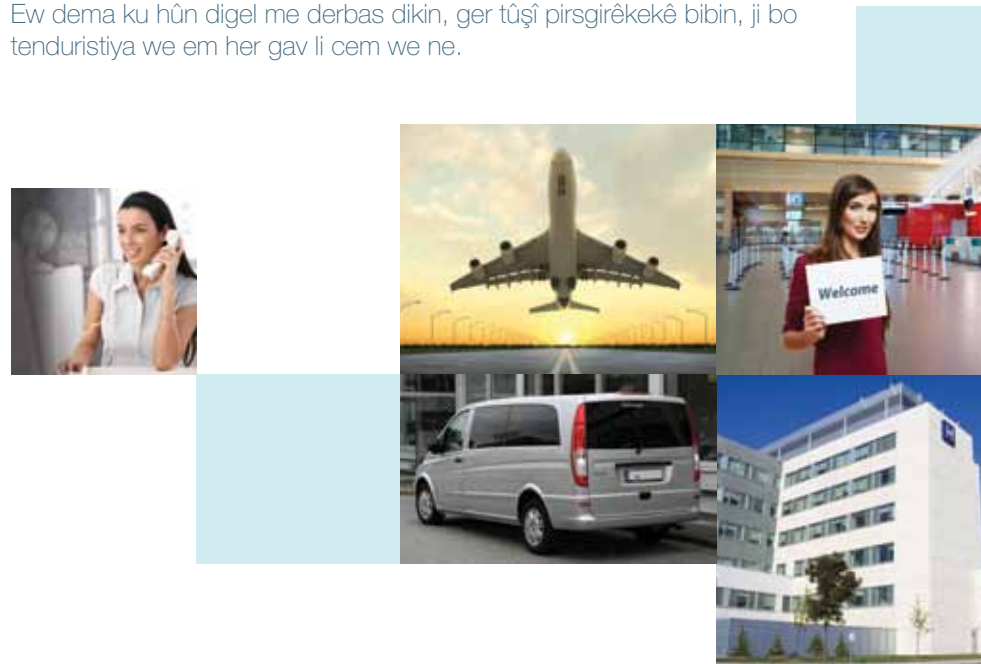 Ew dema ku hûn digel me derbas dikin, ger tûşî pirsgirêkekê bibin, ji bo
tenduristiya we em her gav li cem we ne.
Welcome